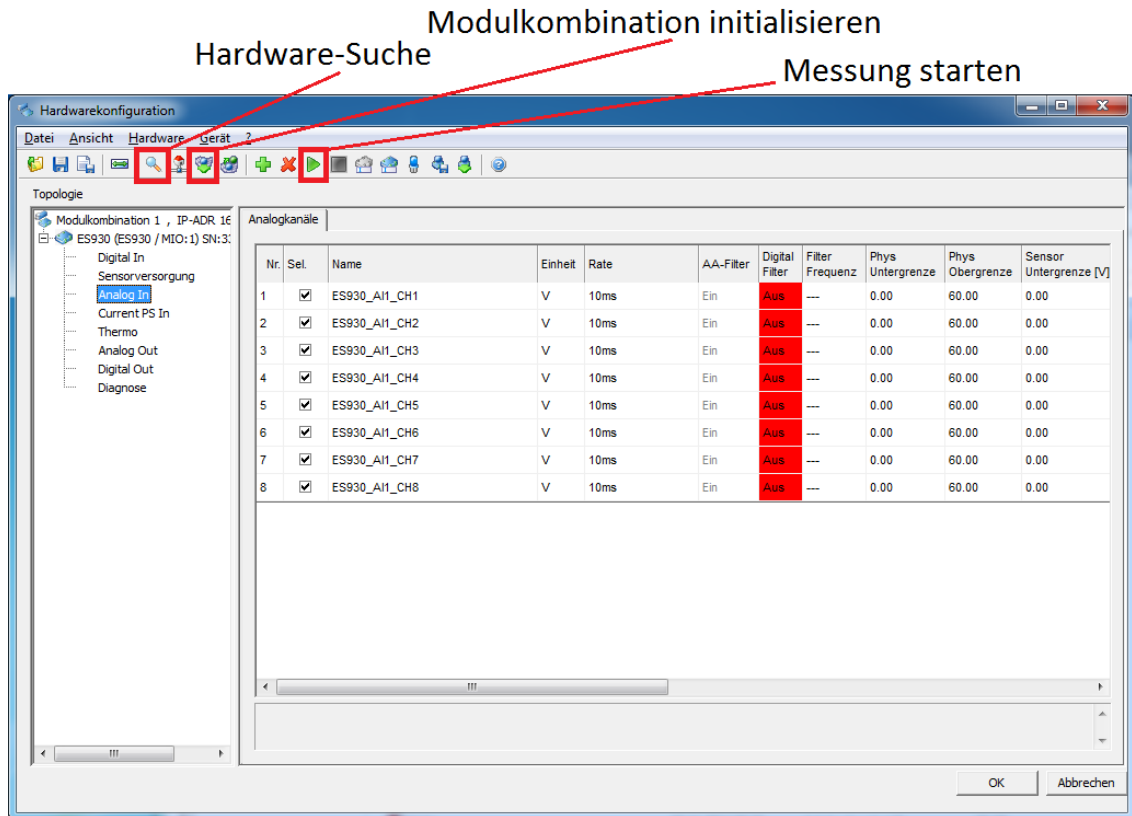 Modulkombination initialisieren
Hardware-Suche
Messung starten
Hardwarekonfiguration
Datei Ansicht Hardware Gerät ?
Topologie
Modulkombination 1 , IP-ADR 16
ES930 (ES930 / MIO:1) SN:33
Digital In
Sensorversorgung
Analog In
Current PS In
Thermo
Analog Out
Digital Out
Diagnose
Analogkanäle
Nr. Sel. Name Einheit Rate AA-Filter Digital Filter Filter Frequenz Phys Untergrenze Phys Obergrenze Sensor Untergrenze [V]
1 ES930_AI1_CH1 V 10ms Ein Aus --- 0.00 60.00 0.00
2 ES930_AI1_CH2 V 10ms Ein Aus --- 0.00 60.00 0.00
3 ES930_AI1_CH3 V 10ms Ein Aus --- 0.00 60.00 0.00
4 ES930_AI1_CH4 V 10ms Ein Aus --- 0.00 60.00 0.00
5 ES930_AI1_CH5 V 10ms Ein Aus --- 0.00 60.00 0.00
6 ES930_AI1_CH6 V 10ms Ein Aus --- 0.00 60.00 0.00
7 ES930_AI1_CH7 V 10ms Ein Aus --- 0.00 60.00 0.00
8 ES930_AI1_CH8 V 10ms Ein Aus --- 0.00 60.00 0.00
OK Abbrechen